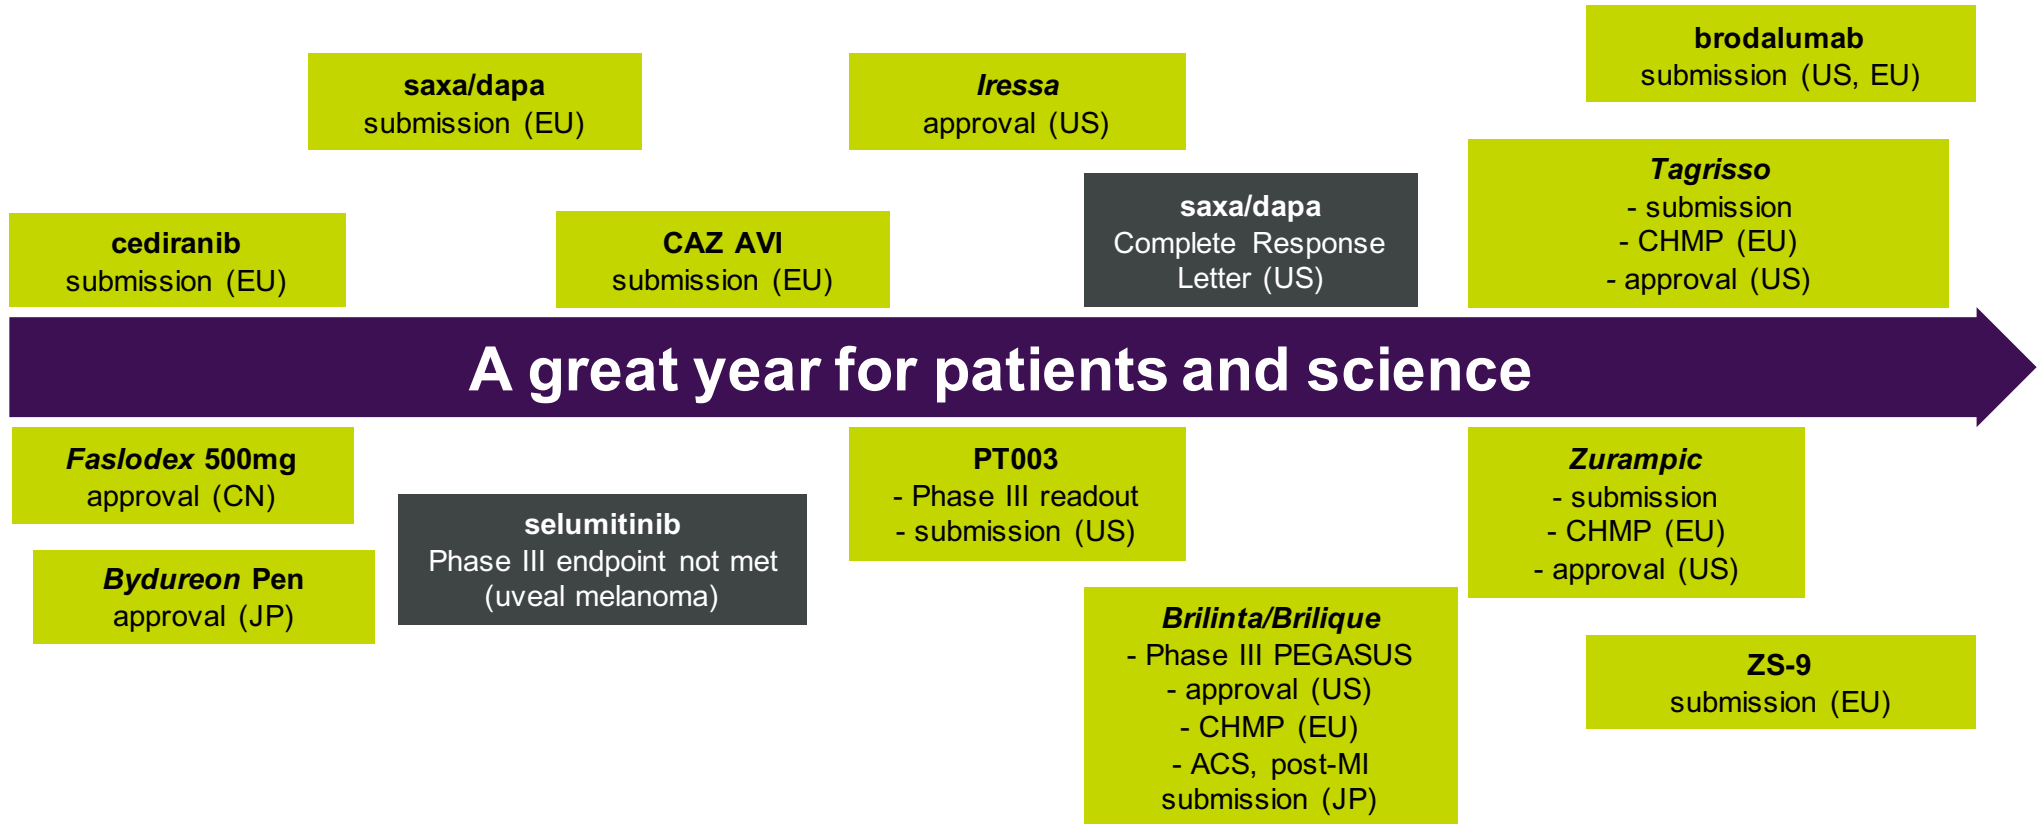 brodalumab
submission (US, EU)
saxa/dapa
submission (EU)
Iressa
approval (US)
Tagrisso
- submission
- CHMP (EU)
- approval (US)
saxa/dapa
Complete Response
Letter (US)
cediranib
submission (EU)
CAZ AVI
submission (EU)
A great year for patients and science
Faslodex 500mg
approval (CN)
PT003
- Phase III readout
- submission (US)
Zurampic
- submission
- CHMP (EU)
- approval (US)
selumitinib
Phase III endpoint not met
(uveal melanoma)
Bydureon Pen
approval (JP)
Brilinta/Brilique
- Phase III PEGASUS
- approval (US)
- CHMP (EU)
- ACS, post-MI
submission (JP)
ZS-9
submission (EU)